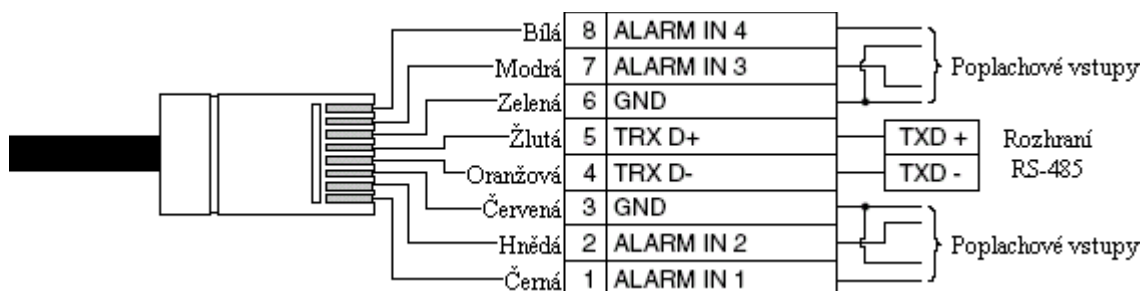 Bílá 8 ALARM IN 4
Modrá 7 ALARM IN 3
Poplachové vstupy
Zelená 6 GND
Žlutá 5 TRX D+ TXD + Rozhraní
Oranžová 4 TRX D- TXD - RS-485
Červená 3 GND
Hnědá 2 ALARM IN 2
Poplachové vstupy
Černá 1 ALARM IN 1